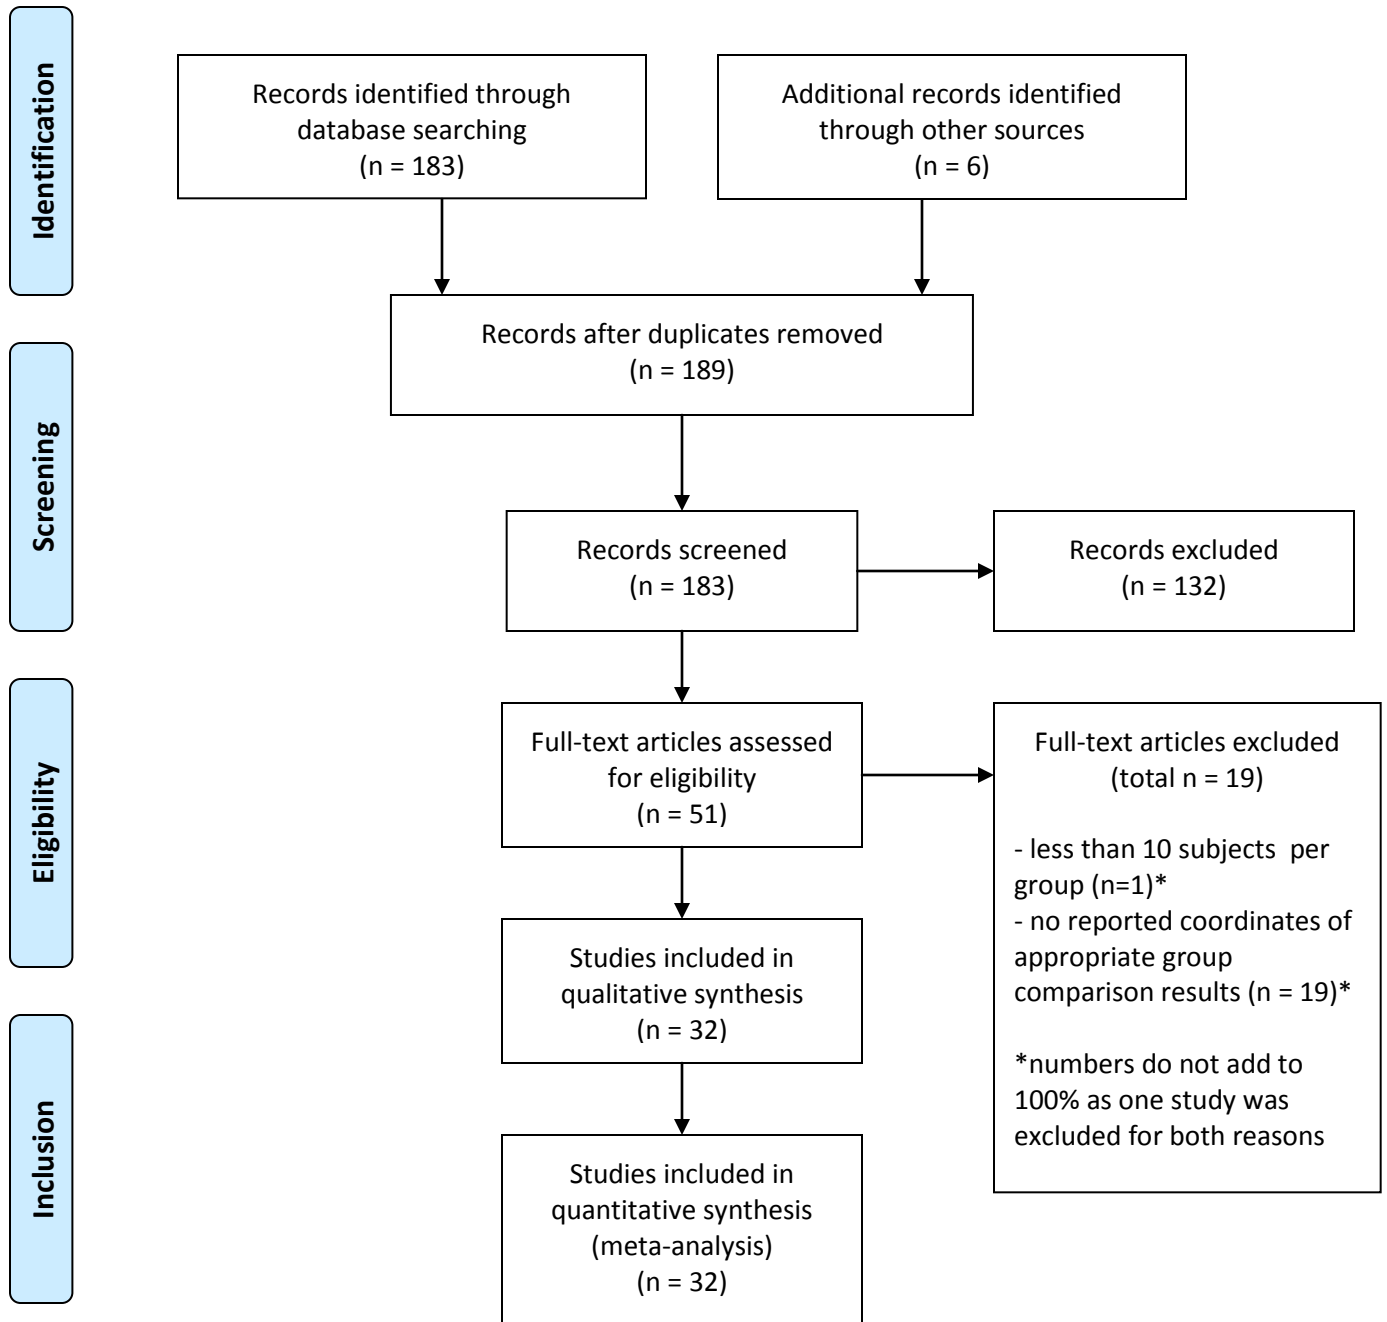 Identification
Records identified through
database searching
(n = 183)
Additional records identified
through other sources
(n = 6)
Records after duplicates removed
(n = 189)
Screening
Records screened
(n = 183)
Records excluded
(n = 132)
Eligibility
Full-text articles assessed
for eligibility
(n = 51)
Full-text articles excluded
(total n = 19)
- less than 10 subjects  per
group (n=1)*
- no reported coordinates of
appropriate group
comparison results (n = 19)*
*numbers do not add to
100% as one study was
excluded for both reasons
Studies included in
qualitative synthesis
(n = 32)
Inclusion
Studies included in
quantitative synthesis
(meta-analysis)
(n = 32)